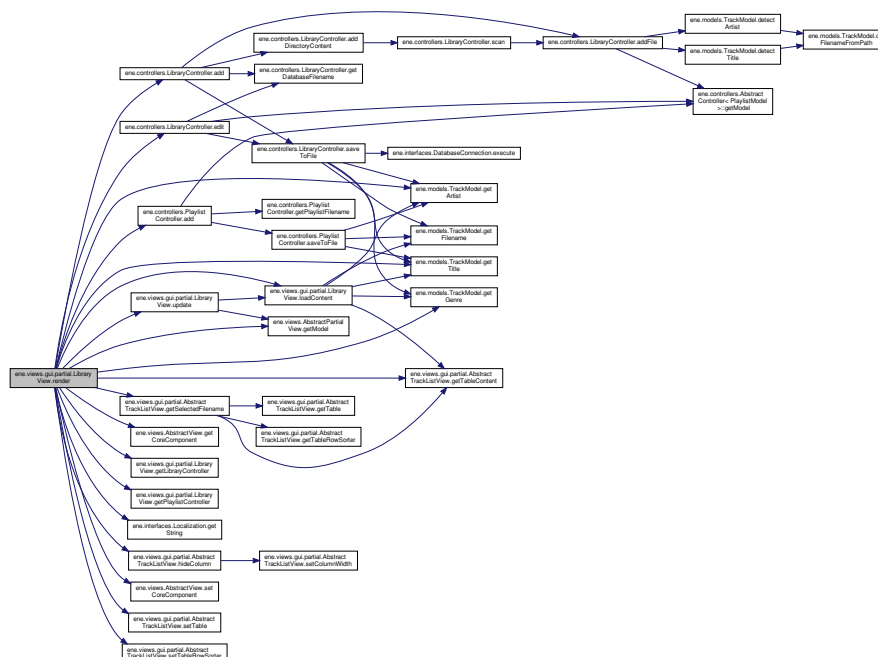 ene.models.TrackModel.detect
Artist
ene.controllers.LibraryController.add
DirectoryContent
ene.controllers.LibraryController.scan
ene.controllers.LibraryController.addFile
FilenameFromPath
ene.models.TrackModel.detect
Title
ene.controllers.LibraryController.add
ene.controllers.LibraryController.get
DatabaseFilename
ene.controllers.Abstract
Controller< PlaylistModel
>::getModel
ene.controllers.LibraryController.edit
ene.controllers.LibraryController.save
ToFile
ene.interfaces.DatabaseConnection.execute
ene.models.TrackModel.get
Artist
ene.controllers.Playlist
Controller.add
ene.controllers.Playlist
Controller.getPlaylistFilename
ene.models.TrackModel.get
Filename
ene.controllers.Playlist
Controller.saveToFile
ene.models.TrackModel.get
Title
ene.views.gui.partial.Library
View.update
ene.views.gui.partial.Library
View.loadContent
ene.models.TrackModel.get
Genre
ene.views.AbstractPartial
View.getModel
ene.views.gui.partial.Library
View.render
ene.views.gui.partial.Abstract
TrackListView.getTableContent
ene.views.gui.partial.Abstract
TrackListView.getSelectedFilename
ene.views.gui.partial.Abstract
TrackListView.getTable
ene.views.AbstractView.get
CoreComponent
ene.views.gui.partial.Abstract
TrackListView.getTableRowSorter
ene.views.gui.partial.Library
View.getLibraryController
ene.views.gui.partial.Library
View.getPlaylistController
ene.interfaces.Localization.get
String
ene.views.gui.partial.Abstract
TrackListView.hideColumn
ene.views.gui.partial.Abstract
TrackListView.setColumnWidth
ene.views.AbstractView.set
CoreComponent
ene.views.gui.partial.Abstract
TrackListView.setTable
ene.views.gui.partial.Abstract
TrackListView.setTableRowSorter